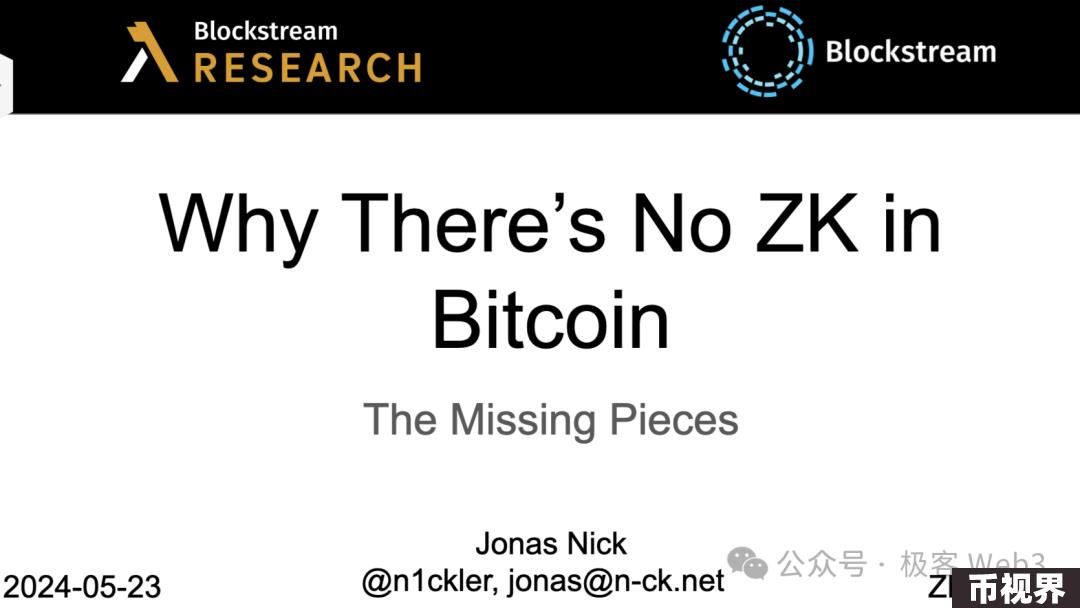 Blockstream
RESEARCH
Blockstream
Why There’s No ZK in
Bitcoin
The Missing Pieces
Jonas Nick
@n1ckler, jonas@n-ck.net
2024-05-23
公众号 · 极客 Web3
币视界